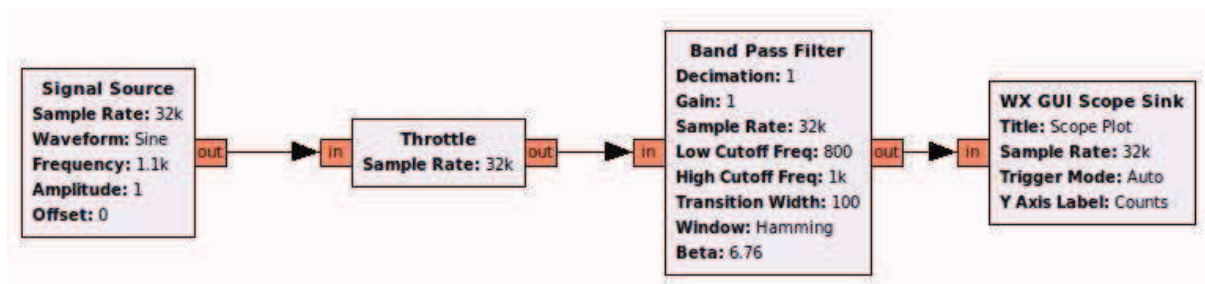 Signal Source
Sample Rate: 32k
Waveform: Sine
Frequency: 1.1k
Amplitude: 1
Offset: 0
out
in
Throttle
Sample Rate: 32k
out
in
Band Pass Filter
Decimation: 1
Gain: 1
Sample Rate: 32k
Low Cutoff Freq: 800
High Cutoff Freq: 1k
Transition Width: 100
Window: Hamming
Beta: 6.76
out
in
WX GUI Scope Sink
Title: Scope Plot
Sample Rate: 32k
Trigger Mode: Auto
Y Axis Label: Counts